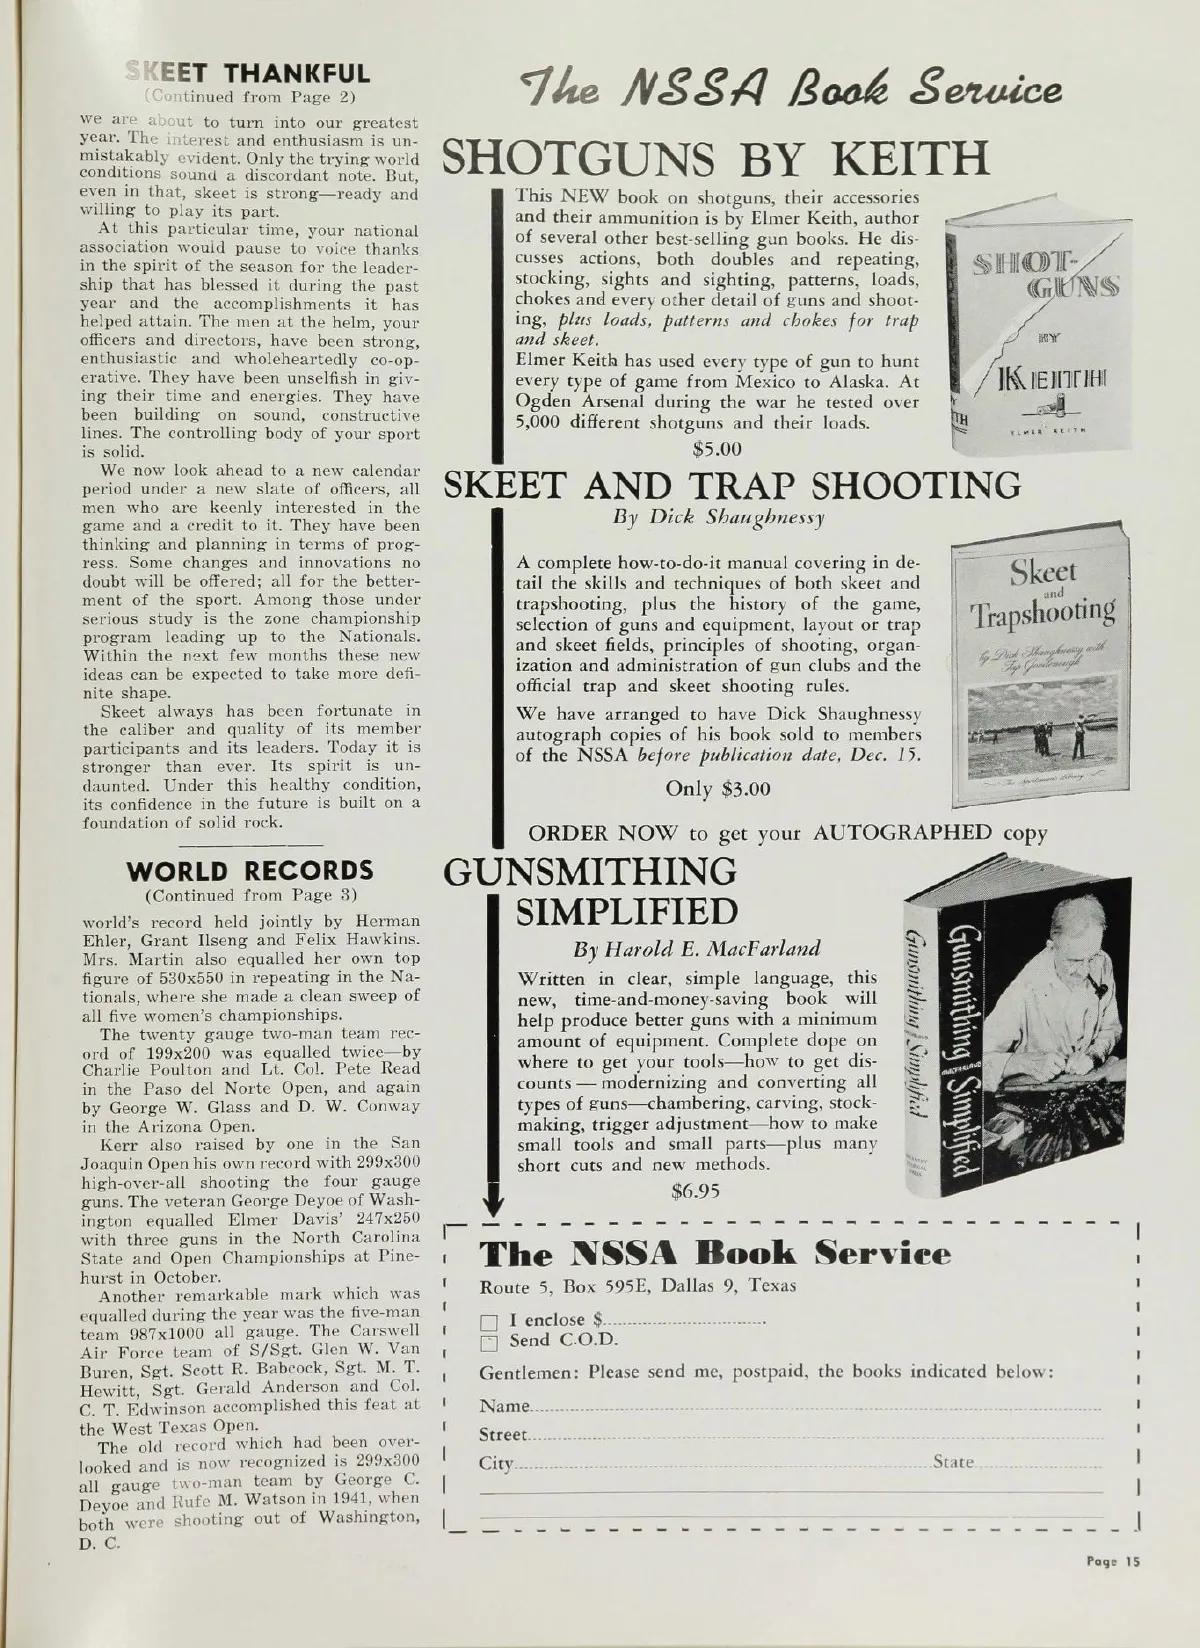 SKEET THANKFUL
(Continued from Page 2)
we are about to turn into our greatest
year. The interest and enthusiasm is un-
mistakably evident. Only the trying world
conditions sound a discordant note. But,
even in that, skeet is strong—ready and
willing to play its part.
At this particular time, your national
association would pause to voice thanks
in the spirit of the season for the leader-
ship that has blessed it during the past
year and the accomplishments it has
helped attain. The men at the helm, your
officers and directors, have been strong,
enthusiastic and wholeheartedly co-op-
erative. They have been unselfish in giv-
ing their time and energies. They have
been building on sound, constructive
lines. The controlling body of your sport
is solid.
We now look ahead to a new calendar
period under a new slate of officers, all
men who are keenly interested in the
game and a credit to it. They have been
thinking and planning in terms of prog-
ress. Some changes and innovations no
doubt will be offered; all for the better-
ment of the sport. Among those under
serious study is the zone championship
program leading up to the Nationals.
Within the next few months these new
ideas can be expected to take more defi-
nite shape.
Skeet always has been fortunate in
the caliber and quality of its member
participants and its leaders. Today it is
stronger than ever. Its spirit is un-
daunted. Under this healthy condition,
its confidence in the future is built on a
foundation of solid rock.
WORLD RECORDS
(Continued from Page 3)
world's record held jointly by Herman
Ehler, Grant Ilseng and Felix Hawkins.
Mrs. Martin also equalled her own top
figure of 530x550 in repeating in the Na-
tionals, where she made a clean sweep of
all five women's championships.
The twenty gauge two-man team rec-
ord of 199x200 was equalled twice—by
Charlie Poulton and Lt. Col. Pete Read
in the Paso del Norte Open, and again
by George W. Glass and D. W. Conway
in the Arizona Open.
Kerr also raised by one in the San
Joaquin Open his own record with 299x300
high-over-all shooting the four gauge
guns. The veteran George Deyoe of Wash-
ington equalled Elmer Davis' 247x250
with three guns in the North Carolina
State and Open Championships at Pine-
hurst in October.
Another remarkable mark which was
equalled during the year was the five-man
team 987x1000 all gauge. The Carswell
Air Force team of S/Sgt. Glen W. Van
Buren, Sgt. Scott R. Babcock, Sgt. M. T.
Hewitt, Sgt. Gerald Anderson and Col.
C. T. Edwinson accomplished this feat at
the West Texas Open.
The old record which had been over-
looked and is now recognized is 299x300
all gauge two-man team by George C.
Deyoe and Rufe M. Watson in 1941, when
both were shooting out of Washington,
D. C.
The NSSA Book Service
SHOTGUNS BY KEITH
This NEW book on shotguns, their accessories
and their ammunition is by Elmer Keith, author
of several other best-selling gun books. He dis-
cusses actions, both doubles and repeating,
stocking, sights and sighting, patterns, loads,
chokes and every other detail of guns and shoot-
ing, plus loads, patterns and chokes for trap
and skeet.
Elmer Keith has used every type of gun to hunt
every type of game from Mexico to Alaska. At
Ogden Arsenal during the war he tested over
5,000 different shotguns and their loads.
$5.00
SHOT-
GUNS
BY
KEITH
ELMER KEITH
SKEET AND TRAP SHOOTING
By Dick Shaughnessy
A complete how-to-do-it manual covering in de-
tail the skills and techniques of both skeet and
trapshooting, plus the history of the game,
selection of guns and equipment, layout or trap
and skeet fields, principles of shooting, organ-
ization and administration of gun clubs and the
official trap and skeet shooting rules.
We have arranged to have Dick Shaughnessy
autograph copies of his book sold to members
of the NSSA before publication date, Dec. 15.
Only $3.00
ORDER NOW to get your AUTOGRAPHED copy
Skeet
and
Trapshooting
by Dick Shaughnessy with
Tap Goodenough
The Sportsman's Library
GUNSMITHING
SIMPLIFIED
By Harold E. MacFarland
Written in clear, simple language, this
new, time-and-money-saving book will
help produce better guns with a minimum
amount of equipment. Complete dope on
where to get your tools—how to get dis-
counts — modernizing and converting all
types of guns—chambering, carving, stock-
making, trigger adjustment—how to make
small tools and small parts—plus many
short cuts and new methods.
$6.95
Gunsmithing Simplified
Gunsmithing Simplified
MACFARLAND
The NSSA Book Service
Route 5, Box 595E, Dallas 9, Texas
I enclose $
Send C.O.D.
Gentlemen: Please send me, postpaid, the books indicated below:
Name
Street
City State
Page 15